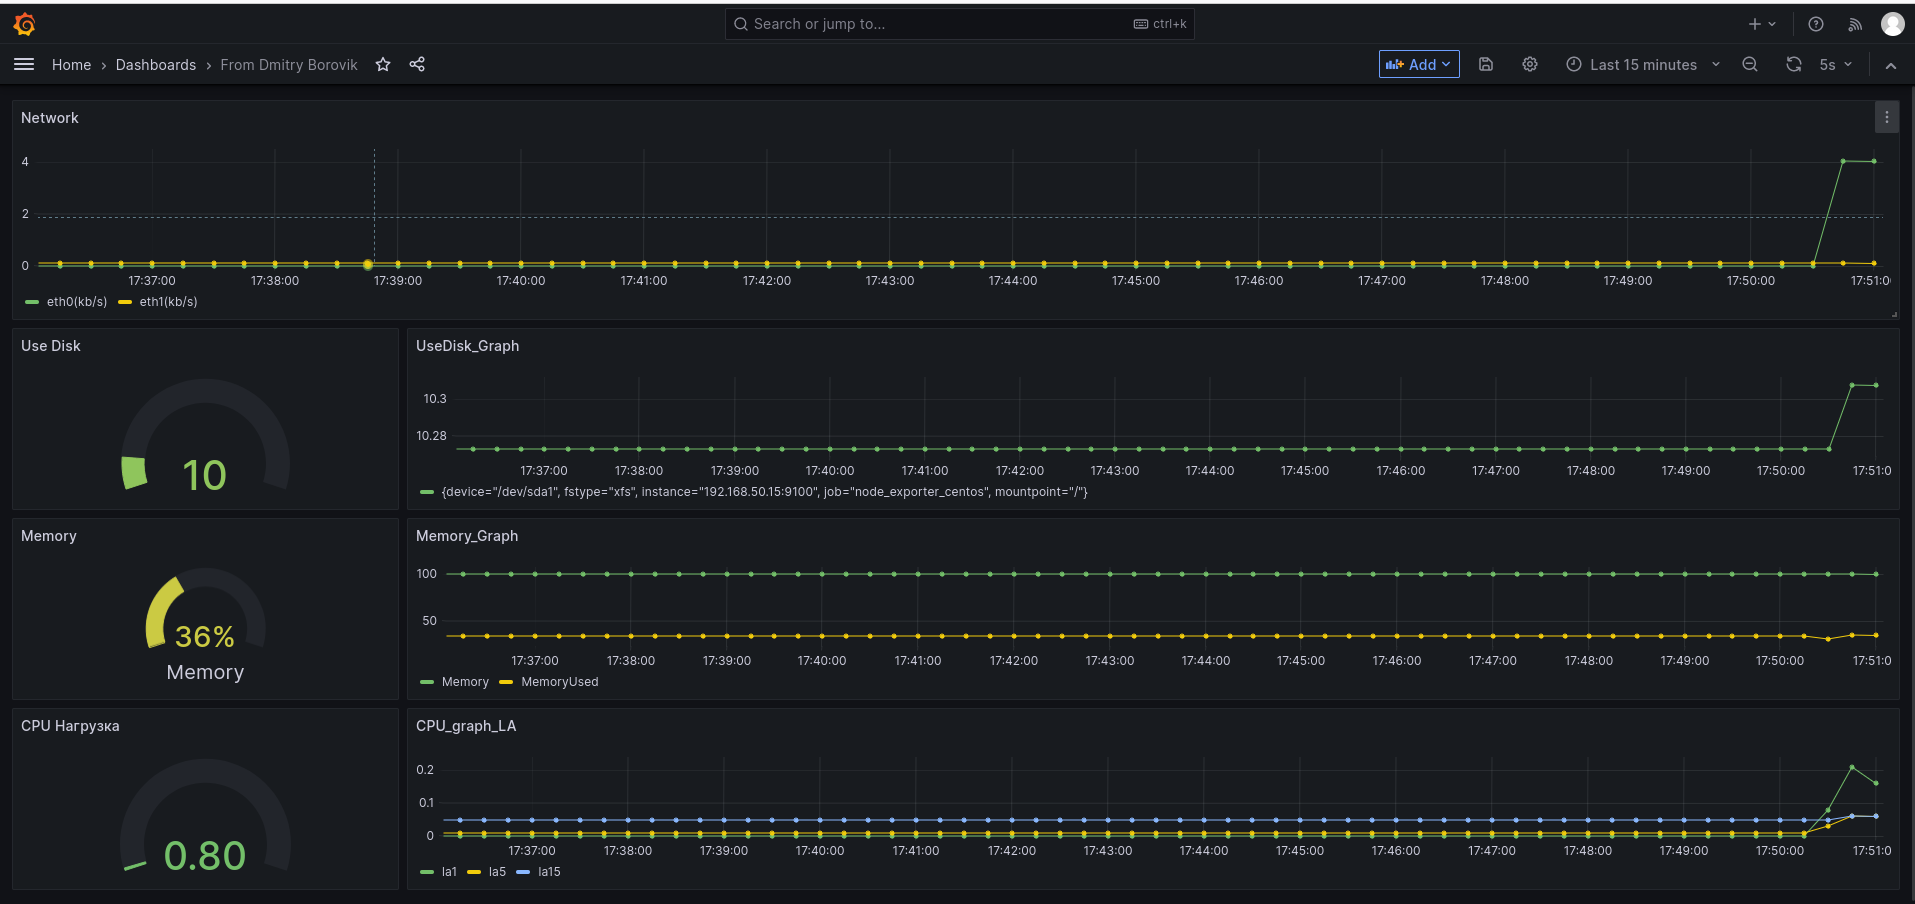 Search or jump to... ctrl+k
Home › Dashboards › From Dmitry Borovik Add Last 15 minutes 5s
Network
4
2
0
17:37:00 17:38:00 17:39:00 17:40:00 17:41:00 17:42:00 17:43:00 17:44:00 17:45:00 17:46:00 17:47:00 17:48:00 17:49:00 17:50:00 17:51:0
eth0(kb/s) eth1(kb/s)
Use Disk
10
UseDisk_Graph
10.3
10.28
17:37:00 17:38:00 17:39:00 17:40:00 17:41:00 17:42:00 17:43:00 17:44:00 17:45:00 17:46:00 17:47:00 17:48:00 17:49:00 17:50:00 17:51:0
{device="/dev/sda1", fstype="xfs", instance="192.168.50.15:9100", job="node_exporter_centos", mountpoint="/"}
Memory
36%
Memory
Memory_Graph
100
50
17:37:00 17:38:00 17:39:00 17:40:00 17:41:00 17:42:00 17:43:00 17:44:00 17:45:00 17:46:00 17:47:00 17:48:00 17:49:00 17:50:00 17:51:0
Memory MemoryUsed
CPU Нагрузка
0.80
CPU_graph_LA
0.2
0.1
0
17:37:00 17:38:00 17:39:00 17:40:00 17:41:00 17:42:00 17:43:00 17:44:00 17:45:00 17:46:00 17:47:00 17:48:00 17:49:00 17:50:00 17:51:0
la1 la5 la15